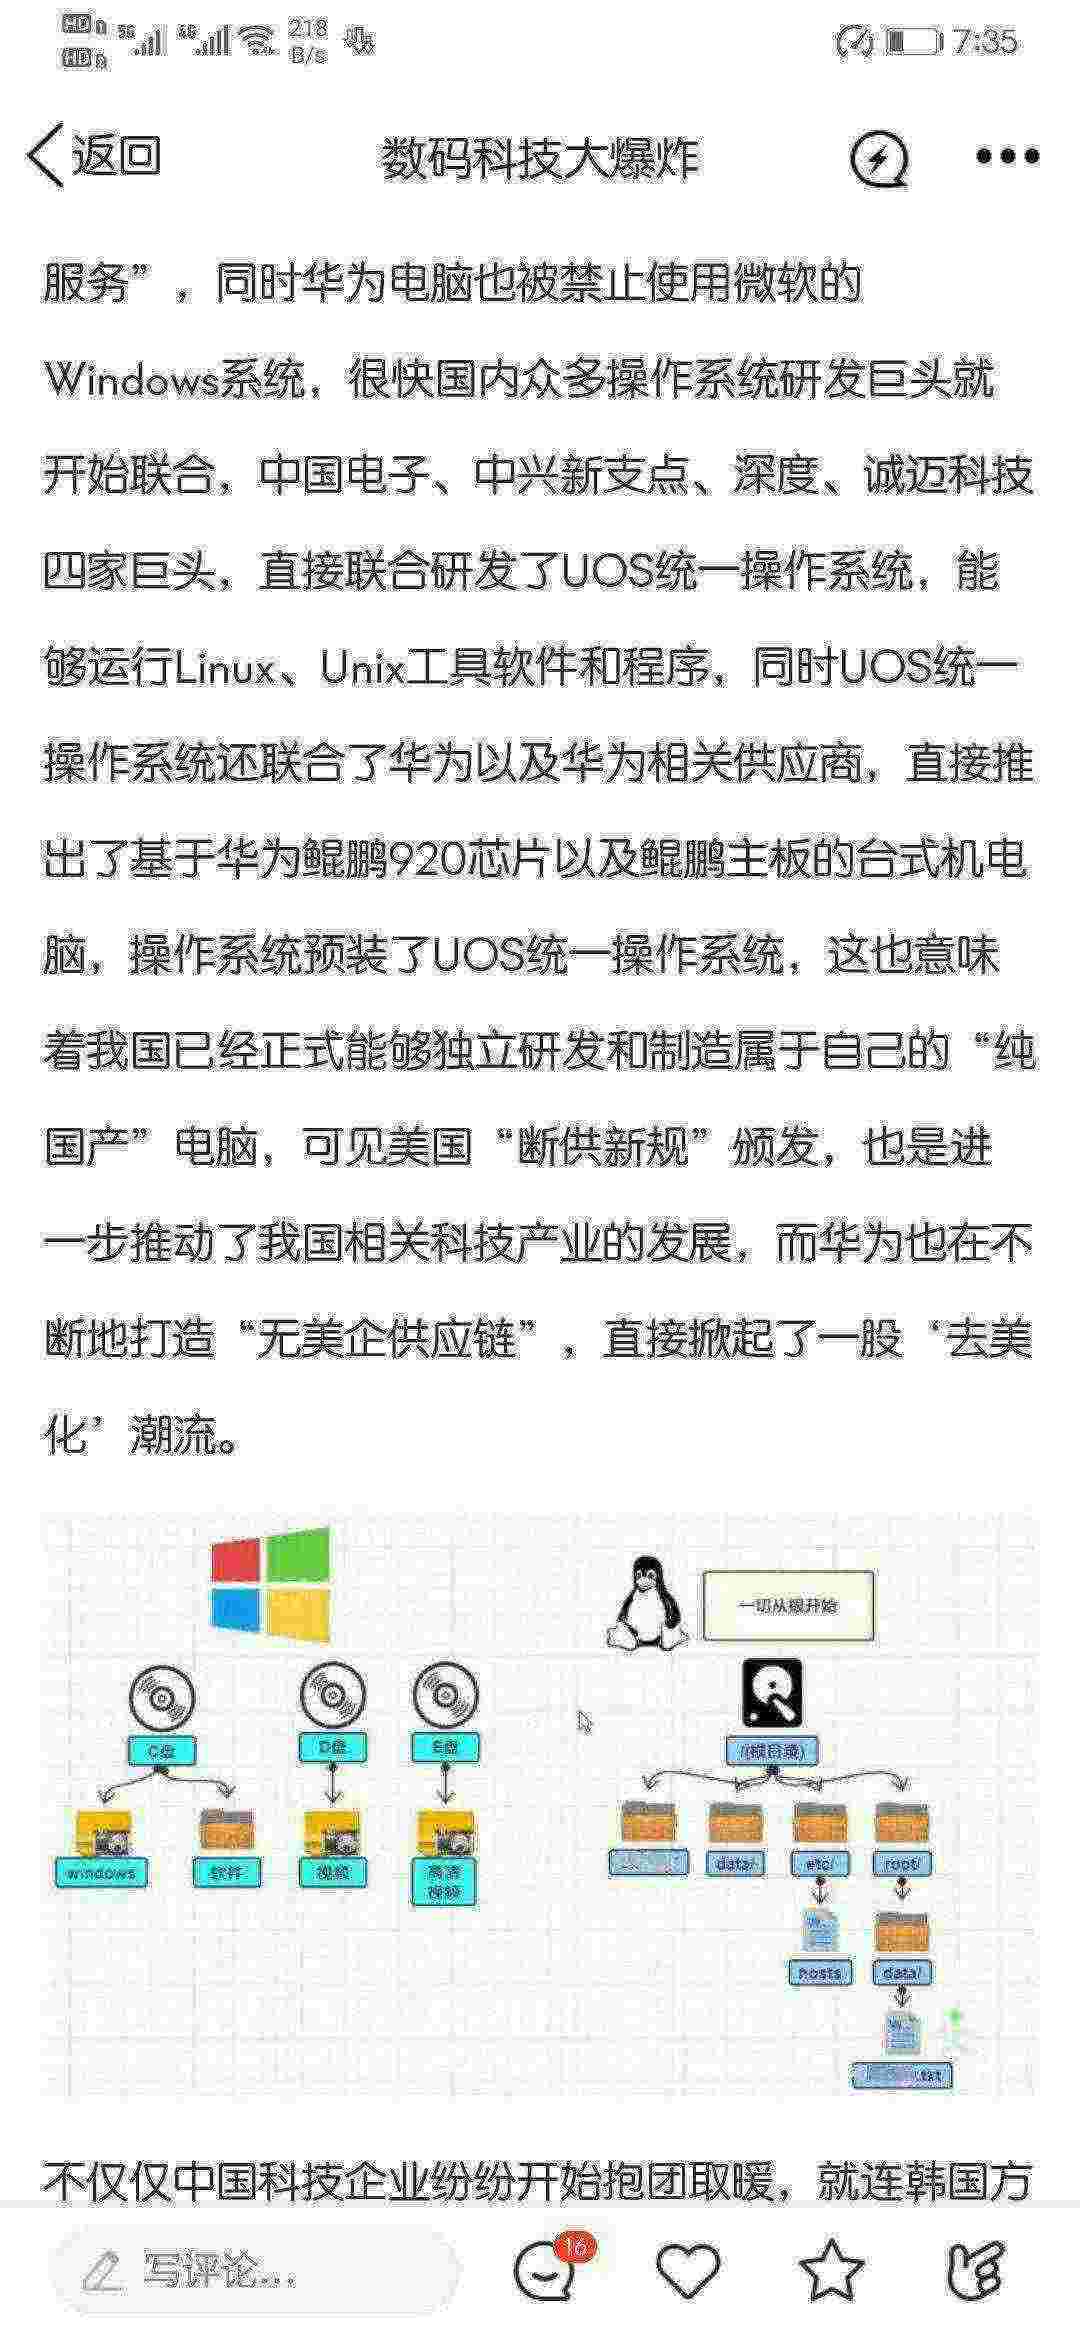 HD HD 5G 4G 218 B/s 7:35
返回 数码科技大爆炸
服务”，同时华为电脑也被禁止使用微软的
Windows系统，很快国内众多操作系统研发巨头就
开始联合，中国电子、中兴新支点、深度、诚迈科技
四家巨头，直接联合研发了UOS统一操作系统，能
够运行Linux、Unix工具软件和程序，同时UOS统一
操作系统还联合了华为以及华为相关供应商，直接推
出了基于华为鲲鹏920芯片以及鲲鹏主板的台式机电
脑，操作系统预装了UOS统一操作系统，这也意味
着我国已经正式能够独立研发和制造属于自己的“纯
国产”电脑，可见美国“断供新规”颁发，也是进
一步推动了我国相关科技产业的发展，而华为也在不
断地打造“无美企供应链”，直接掀起了一股‘去美
化’潮流。
一切从根开始
C盘 D盘 E盘
/(根目录)
windows 软件 视频
data/ etc/ root/
hosts data/
.txt
不仅仅中国科技企业纷纷开始抱团取暖，就连韩国方
写评论... 16